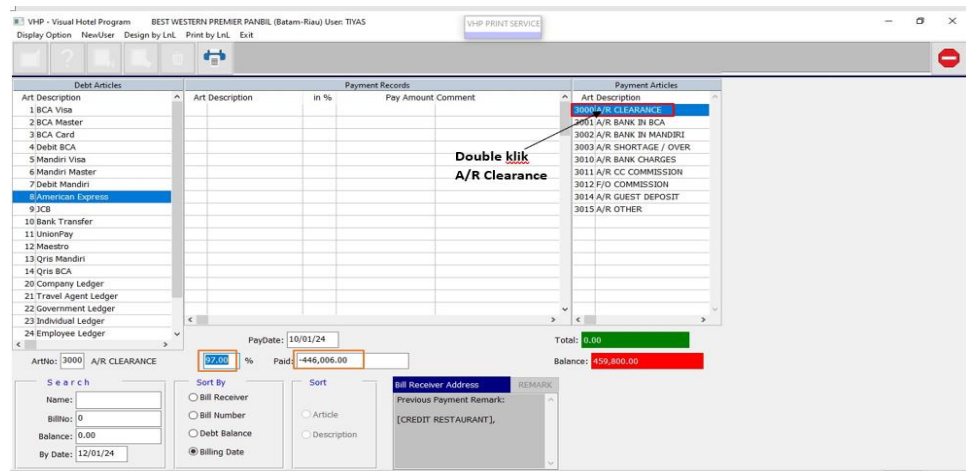 VHP - Visual Hotel Program BEST WESTERN PREMIER PANBIL (Batam-Riau) User: TIYAS
VHP PRINT SERVICE
Display Option NewUser Design by LnL Print by LnL Exit
Debt Articles Payment Records Payment Articles
Art Description Art Description in % Pay Amount Comment Art Description
1 BCA Visa 3000 A/R CLEARANCE
2 BCA Master 3001 A/R BANK IN BCA
3 BCA Card 3002 A/R BANK IN MANDIRI
4 Debit BCA 3003 A/R SHORTAGE / OVER
5 Mandiri Visa 3010 A/R BANK CHARGES
6 Mandiri Master 3011 A/R CC COMMISSION
7 Debit Mandiri 3012 F/O COMMISSION
8 American Express 3014 A/R GUEST DEPOSIT
9 JCB 3015 A/R OTHER
Double klik
A/R Clearance
10 Bank Transfer
11 UnionPay
12 Maestro
13 Qris Mandiri
14 Qris BCA
20 Company Ledger
21 Travel Agent Ledger
22 Government Ledger
23 Individual Ledger
24 Employee Ledger
PayDate: 10/01/24 Total: 0.00
ArtNo: 3000 A/R CLEARANCE 97.00 % Paid: -446,006.00 Balance: 459,800.00
Search Sort By Sort Bill Receiver Address REMARK
Name: Bill Receiver Previous Payment Remark:
BillNo: 0 Bill Number Article [CREDIT RESTAURANT],
Balance: 0.00 Debt Balance Description
By Date: 12/01/24 Billing Date